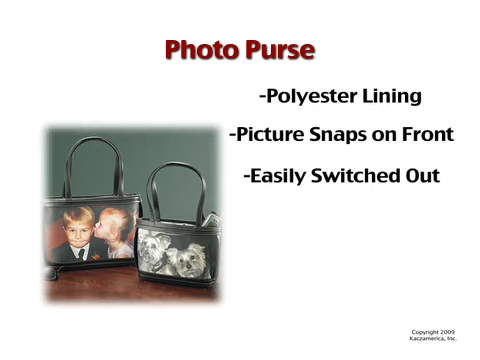 Photo Purse
-Polyester Lining
-Picture Snaps on Front
-Easily Switched Out
Copyright 2009
Kaczamerica, Inc.